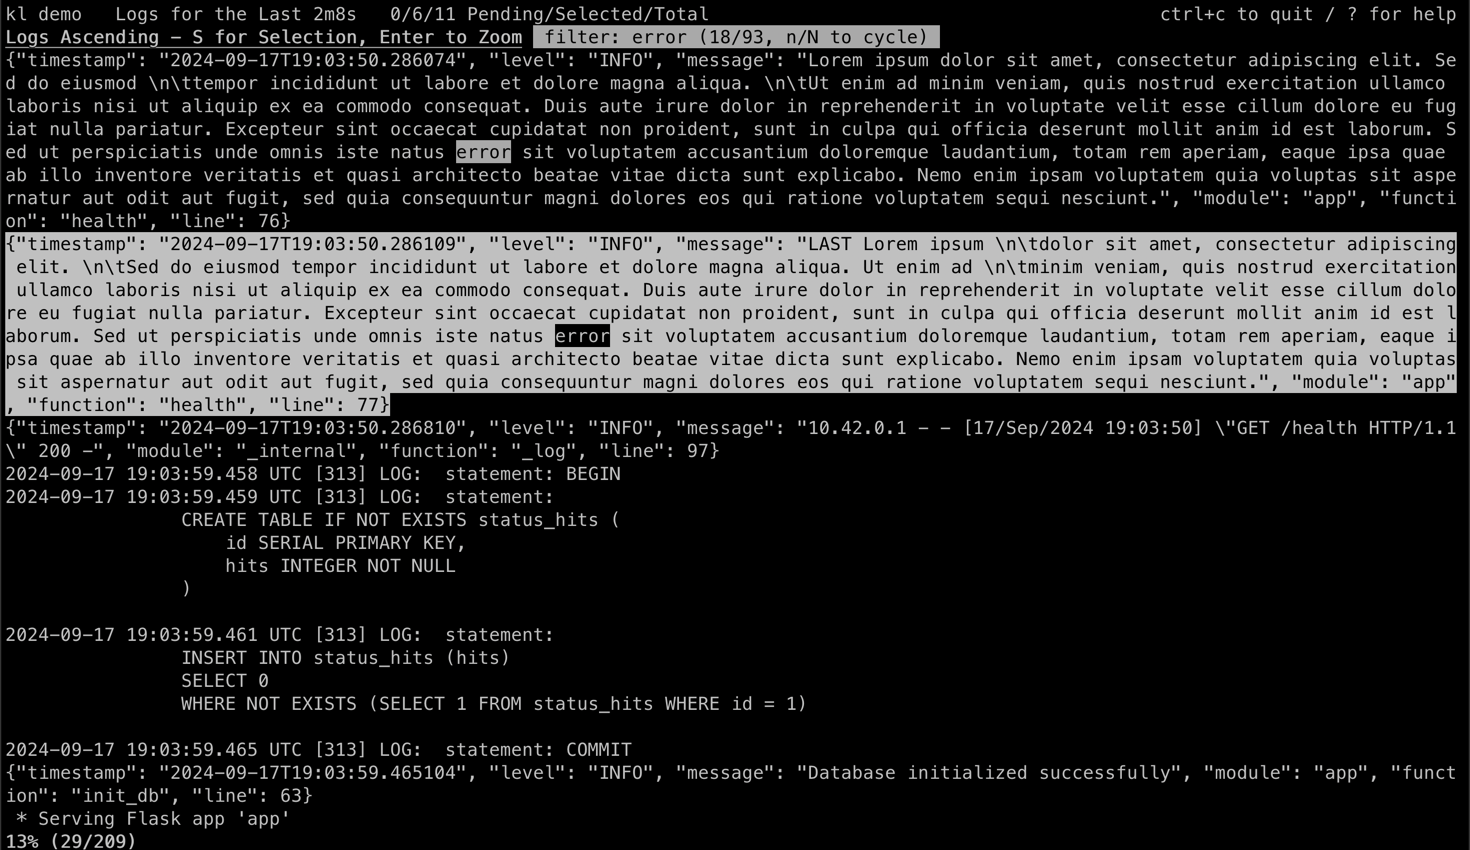 kl demo   Logs for the Last 2m8s   0/6/11 Pending/Selected/Total   ctrl+c to quit / ? for help
Logs Ascending – S for Selection, Enter to Zoom  filter: error (18/93, n/N to cycle)
{"timestamp": "2024-09-17T19:03:50.286074", "level": "INFO", "message": "Lorem ipsum dolor sit amet, consectetur adipiscing elit. Se
d do eiusmod \n\ttempor incididunt ut labore et dolore magna aliqua. \n\tUt enim ad minim veniam, quis nostrud exercitation ullamco
laboris nisi ut aliquip ex ea commodo consequat. Duis aute irure dolor in reprehenderit in voluptate velit esse cillum dolore eu fug
iat nulla pariatur. Excepteur sint occaecat cupidatat non proident, sunt in culpa qui officia deserunt mollit anim id est laborum. S
ed ut perspiciatis unde omnis iste natus error sit voluptatem accusantium doloremque laudantium, totam rem aperiam, eaque ipsa quae
ab illo inventore veritatis et quasi architecto beatae vitae dicta sunt explicabo. Nemo enim ipsam voluptatem quia voluptas sit aspe
rnatur aut odit aut fugit, sed quia consequuntur magni dolores eos qui ratione voluptatem sequi nesciunt.", "module": "app", "functi
on": "health", "line": 76}
{"timestamp": "2024-09-17T19:03:50.286109", "level": "INFO", "message": "LAST Lorem ipsum \n\tdolor sit amet, consectetur adipiscing
 elit. \n\tSed do eiusmod tempor incididunt ut labore et dolore magna aliqua. Ut enim ad \n\tminim veniam, quis nostrud exercitation
 ullamco laboris nisi ut aliquip ex ea commodo consequat. Duis aute irure dolor in reprehenderit in voluptate velit esse cillum dolo
re eu fugiat nulla pariatur. Excepteur sint occaecat cupidatat non proident, sunt in culpa qui officia deserunt mollit anim id est l
aborum. Sed ut perspiciatis unde omnis iste natus error sit voluptatem accusantium doloremque laudantium, totam rem aperiam, eaque i
psa quae ab illo inventore veritatis et quasi architecto beatae vitae dicta sunt explicabo. Nemo enim ipsam voluptatem quia voluptas
 sit aspernatur aut odit aut fugit, sed quia consequuntur magni dolores eos qui ratione voluptatem sequi nesciunt.", "module": "app"
, "function": "health", "line": 77}
{"timestamp": "2024-09-17T19:03:50.286810", "level": "INFO", "message": "10.42.0.1 - - [17/Sep/2024 19:03:50] \"GET /health HTTP/1.1
\" 200 -", "module": "_internal", "function": "_log", "line": 97}
2024-09-17 19:03:59.458 UTC [313] LOG:  statement: BEGIN
2024-09-17 19:03:59.459 UTC [313] LOG:  statement:
                CREATE TABLE IF NOT EXISTS status_hits (
                    id SERIAL PRIMARY KEY,
                    hits INTEGER NOT NULL
                )
2024-09-17 19:03:59.461 UTC [313] LOG:  statement:
                INSERT INTO status_hits (hits)
                SELECT 0
                WHERE NOT EXISTS (SELECT 1 FROM status_hits WHERE id = 1)
2024-09-17 19:03:59.465 UTC [313] LOG:  statement: COMMIT
{"timestamp": "2024-09-17T19:03:59.465104", "level": "INFO", "message": "Database initialized successfully", "module": "app", "funct
ion": "init_db", "line": 63}
 * Serving Flask app 'app'
13% (29/209)